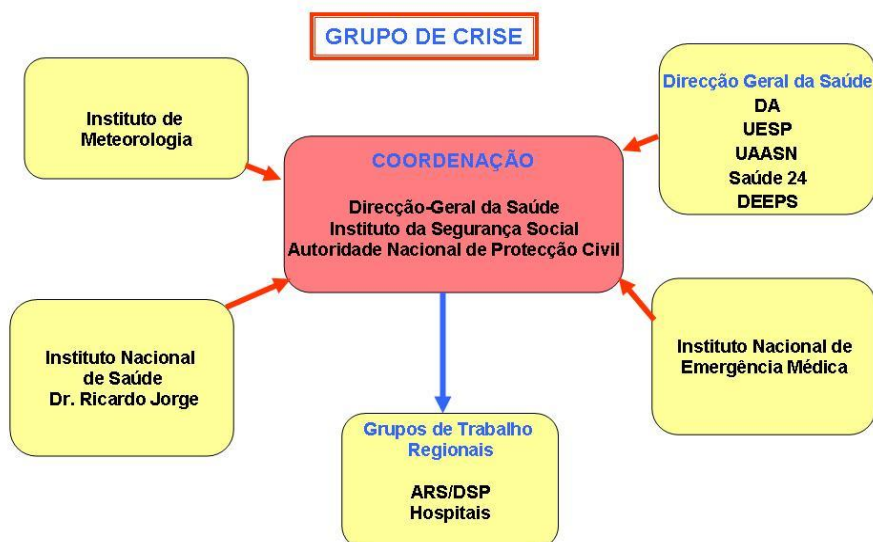 GRUPO DE CRISE
Instituto de
Meteorologia
Direcção Geral da Saúde
DA
UESP
UAASN
Saúde 24
DEEPS
COORDENAÇÃO
Direcção-Geral da Saúde
Instituto da Segurança Social
Autoridade Nacional de Protecção Civil
Instituto Nacional
de Saúde
Dr. Ricardo Jorge
Instituto Nacional de
Emergência Médica
Grupos de Trabalho
Regionais
ARS/DSP
Hospitais